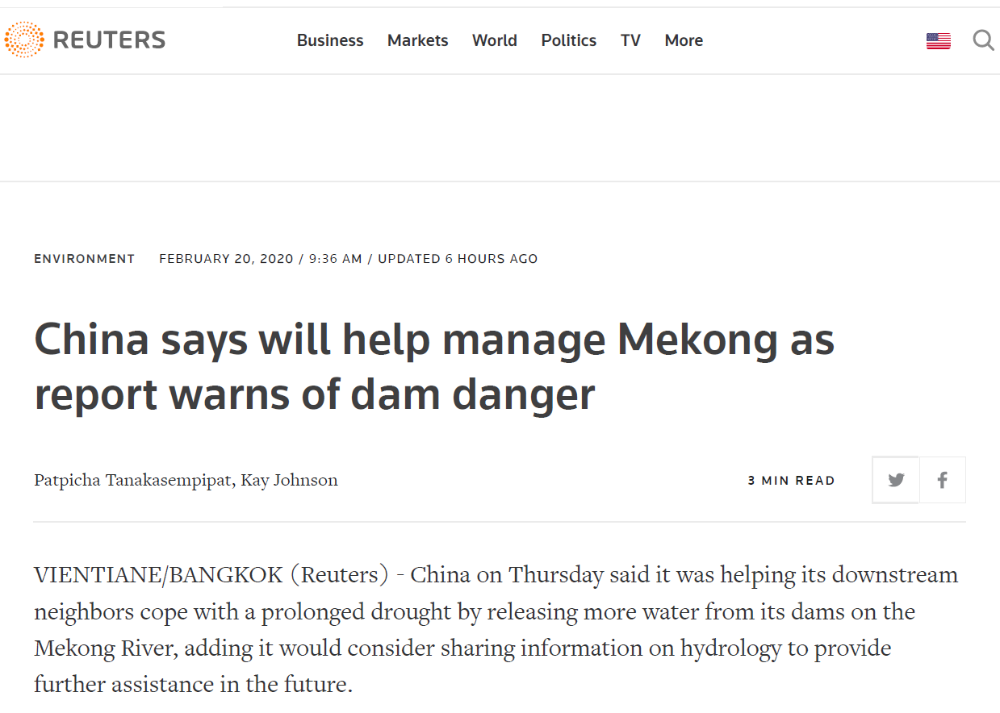 REUTERS
Business Markets World Politics TV More
ENVIRONMENT FEBRUARY 20, 2020 / 9:36 AM / UPDATED 6 HOURS AGO
China says will help manage Mekong as
report warns of dam danger
Patpicha Tanakasempipat, Kay Johnson
3 MIN READ
VIENTIANE/BANGKOK (Reuters) - China on Thursday said it was helping its downstream
neighbors cope with a prolonged drought by releasing more water from its dams on the
Mekong River, adding it would consider sharing information on hydrology to provide
further assistance in the future.